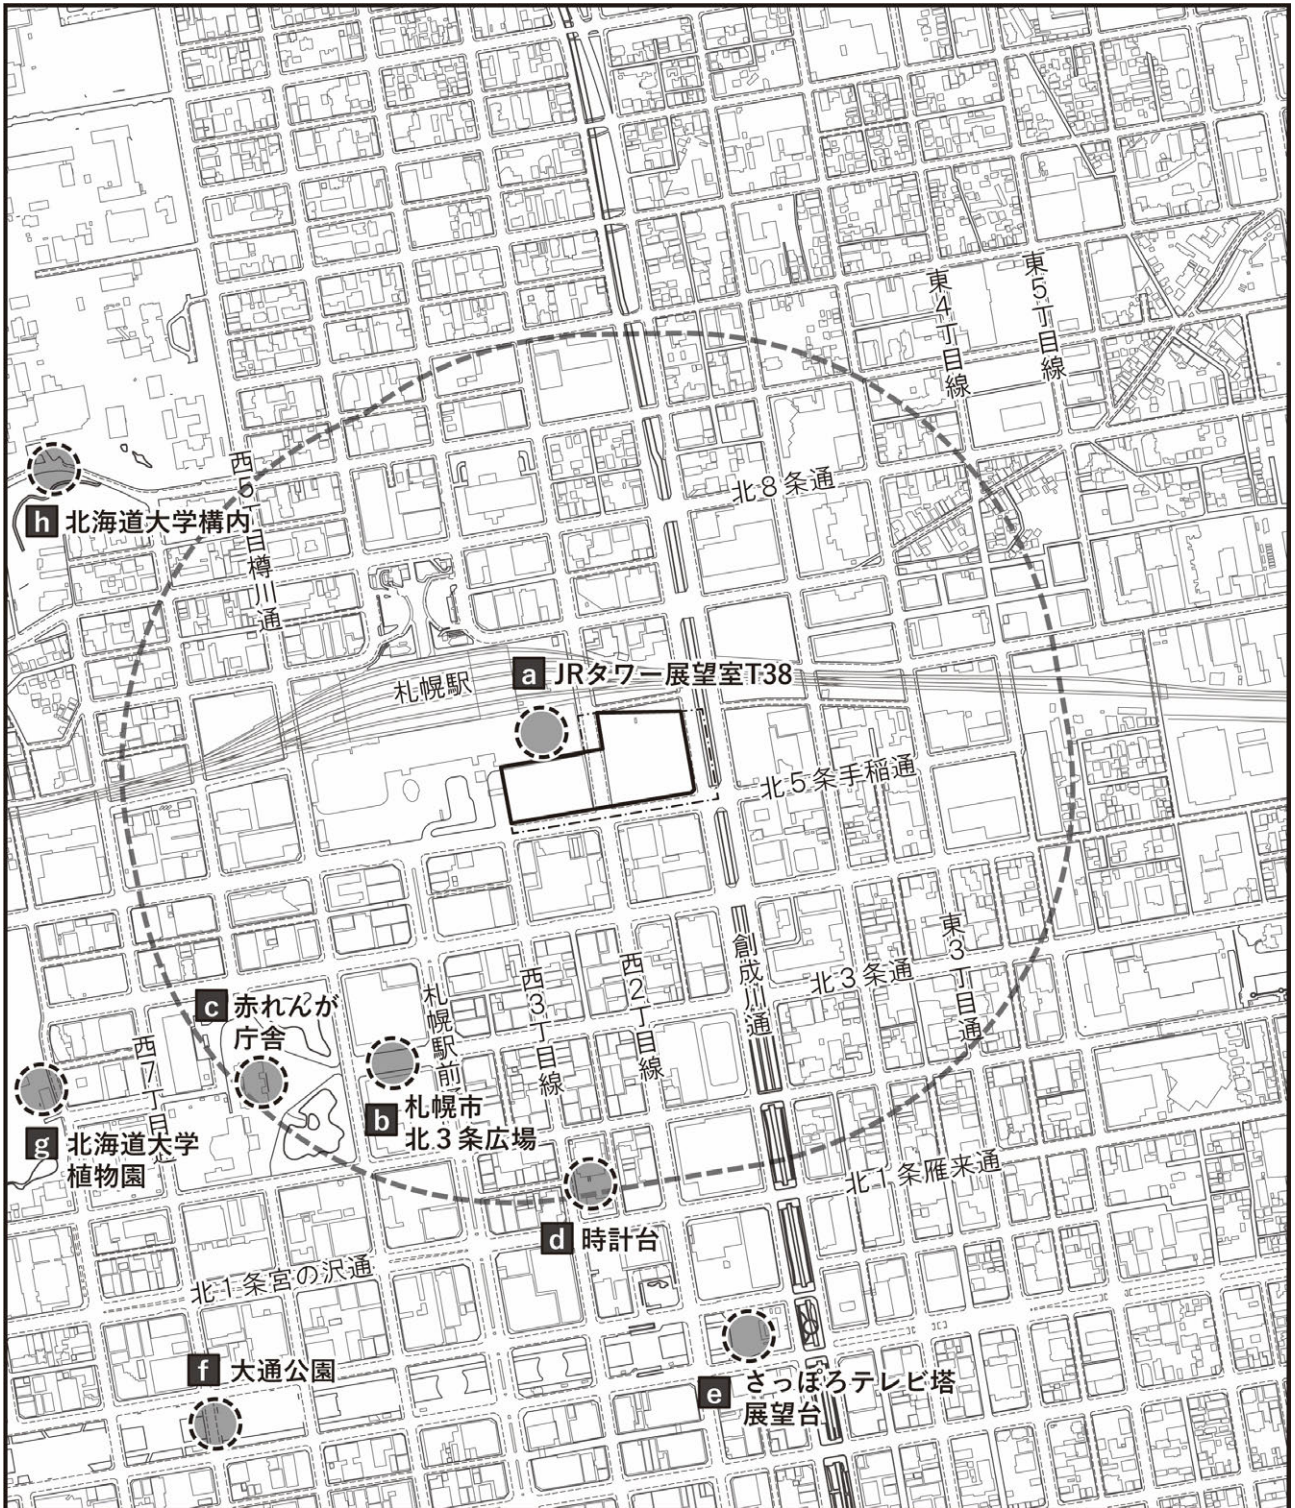 東4丁目線
東5丁目線
西5丁目樽川通
北8条通
h 北海道大学構内
札幌駅
a JRタワー展望室T38
北5条手稲通
創成川通
東3丁目通
北3条通
西2丁目線
西3丁目線
札幌駅前
c 赤れんが
庁舎
西7丁目
b 札幌市
北3条広場
g 北海道大学
植物園
北1条雁来通
d 時計台
北1条宮の沢通
f 大通公園
e さっぽろテレビ塔
展望台